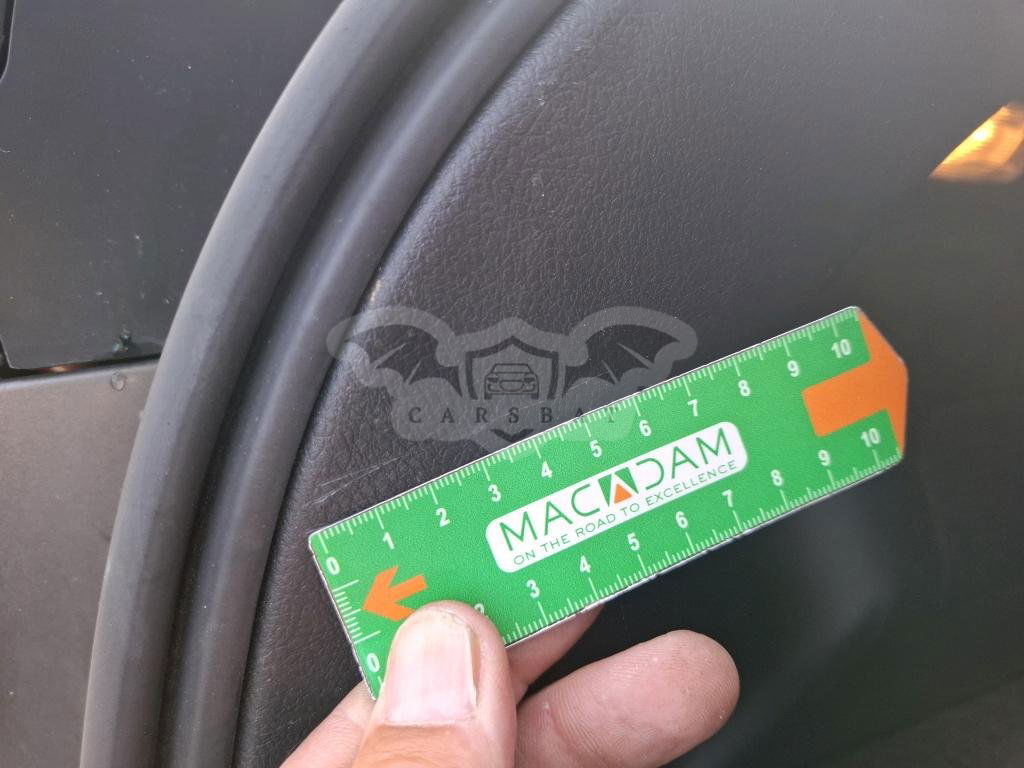 CARSBAT
0 1 2 3 4 5 6 7 8 9 10
MACADAM
ON THE ROAD TO EXCELLENCE
0 2 3 4 5 6 7 8 9 10